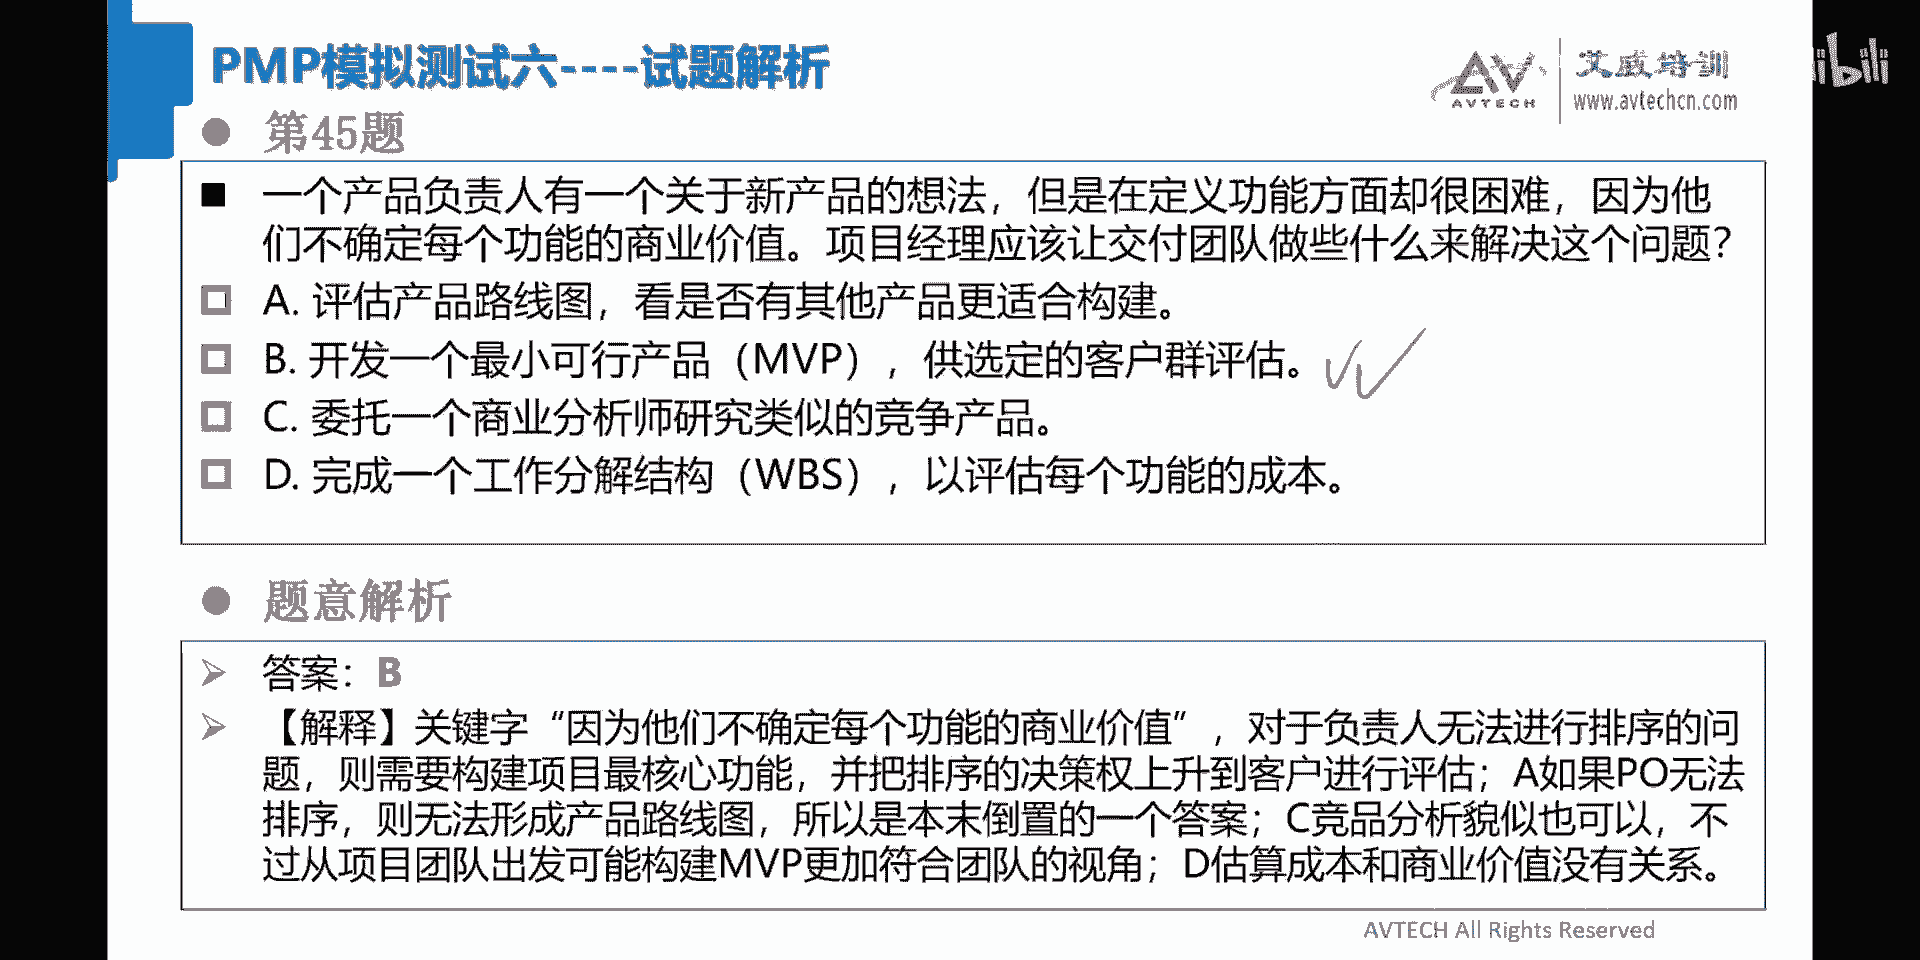 PMP模拟测试六----试题解析
AVTECH
艾威培训
www.avtechcn.com
第45题
一个产品负责人有一个关于新产品的想法，但是在定义功能方面却很困难，因为他
们不确定每个功能的商业价值。项目经理应该让交付团队做些什么来解决这个问题？
A. 评估产品路线图，看是否有其他产品更适合构建。
B. 开发一个最小可行产品（MVP），供选定的客户群评估。
C. 委托一个商业分析师研究类似的竞争产品。
D. 完成一个工作分解结构（WBS），以评估每个功能的成本。
题意解析
答案：B
【解释】关键字“因为他们不确定每个功能的商业价值”，对于负责人无法进行排序的问
题，则需要构建项目最核心功能，并把排序的决策权上升到客户进行评估；A如果PO无法
排序，则无法形成产品路线图，所以是本末倒置的一个答案；C竞品分析貌似也可以，不
过从项目团队出发可能构建MVP更加符合团队的视角；D估算成本和商业价值没有关系。
AVTECH All Rights Reserved